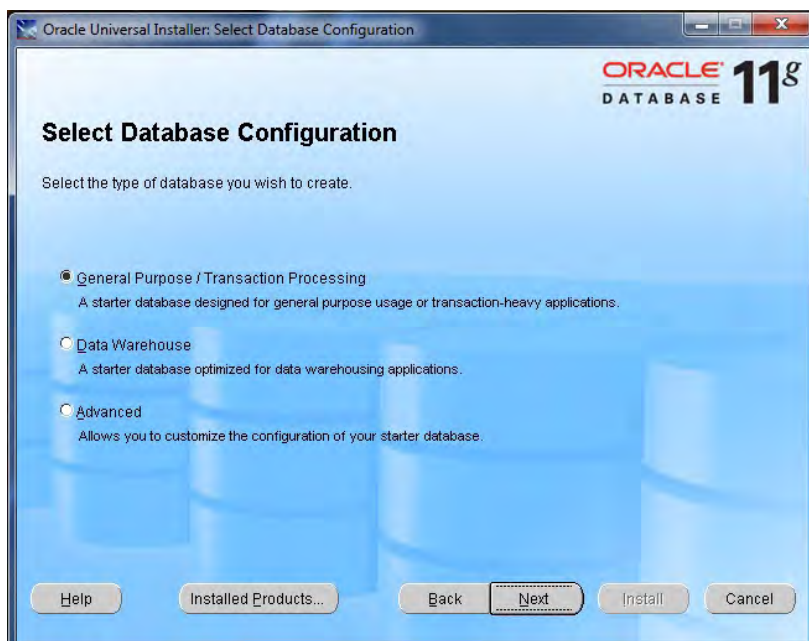 Oracle Universal Installer: Select Database Configuration
ORACLE 11g
DATABASE
Select Database Configuration
Select the type of database you wish to create.
General Purpose / Transaction Processing
A starter database designed for general purpose usage or transaction-heavy applications.
Data Warehouse
A starter database optimized for data warehousing applications.
Advanced
Allows you to customize the configuration of your starter database.
Help Installed Products... Back Next Install Cancel